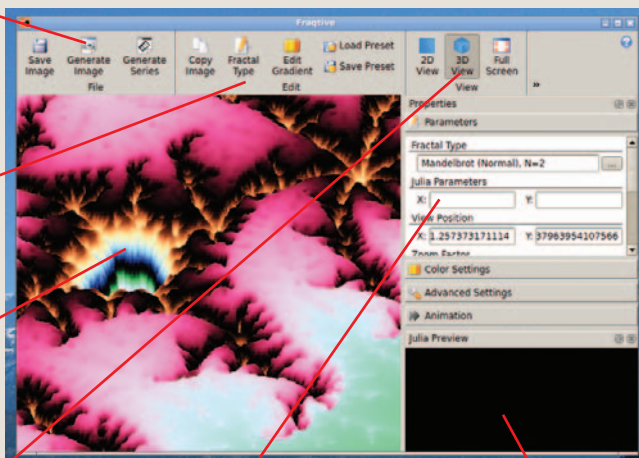 Fraqtive
Save Image
Generate Image
Generate Series
File
Copy Image
Fractal Type
Edit Gradient
Load Preset
Save Preset
Edit
2D View
3D View
Full Screen
View
»
Properties
Parameters
Fractal Type
Mandelbrot (Normal), N=2
...
Julia Parameters
X:
Y:
View Position
X: 1.257373171114
Y: 37963954107566
Zoom Factor
Color Settings
Advanced Settings
Animation
Julia Preview